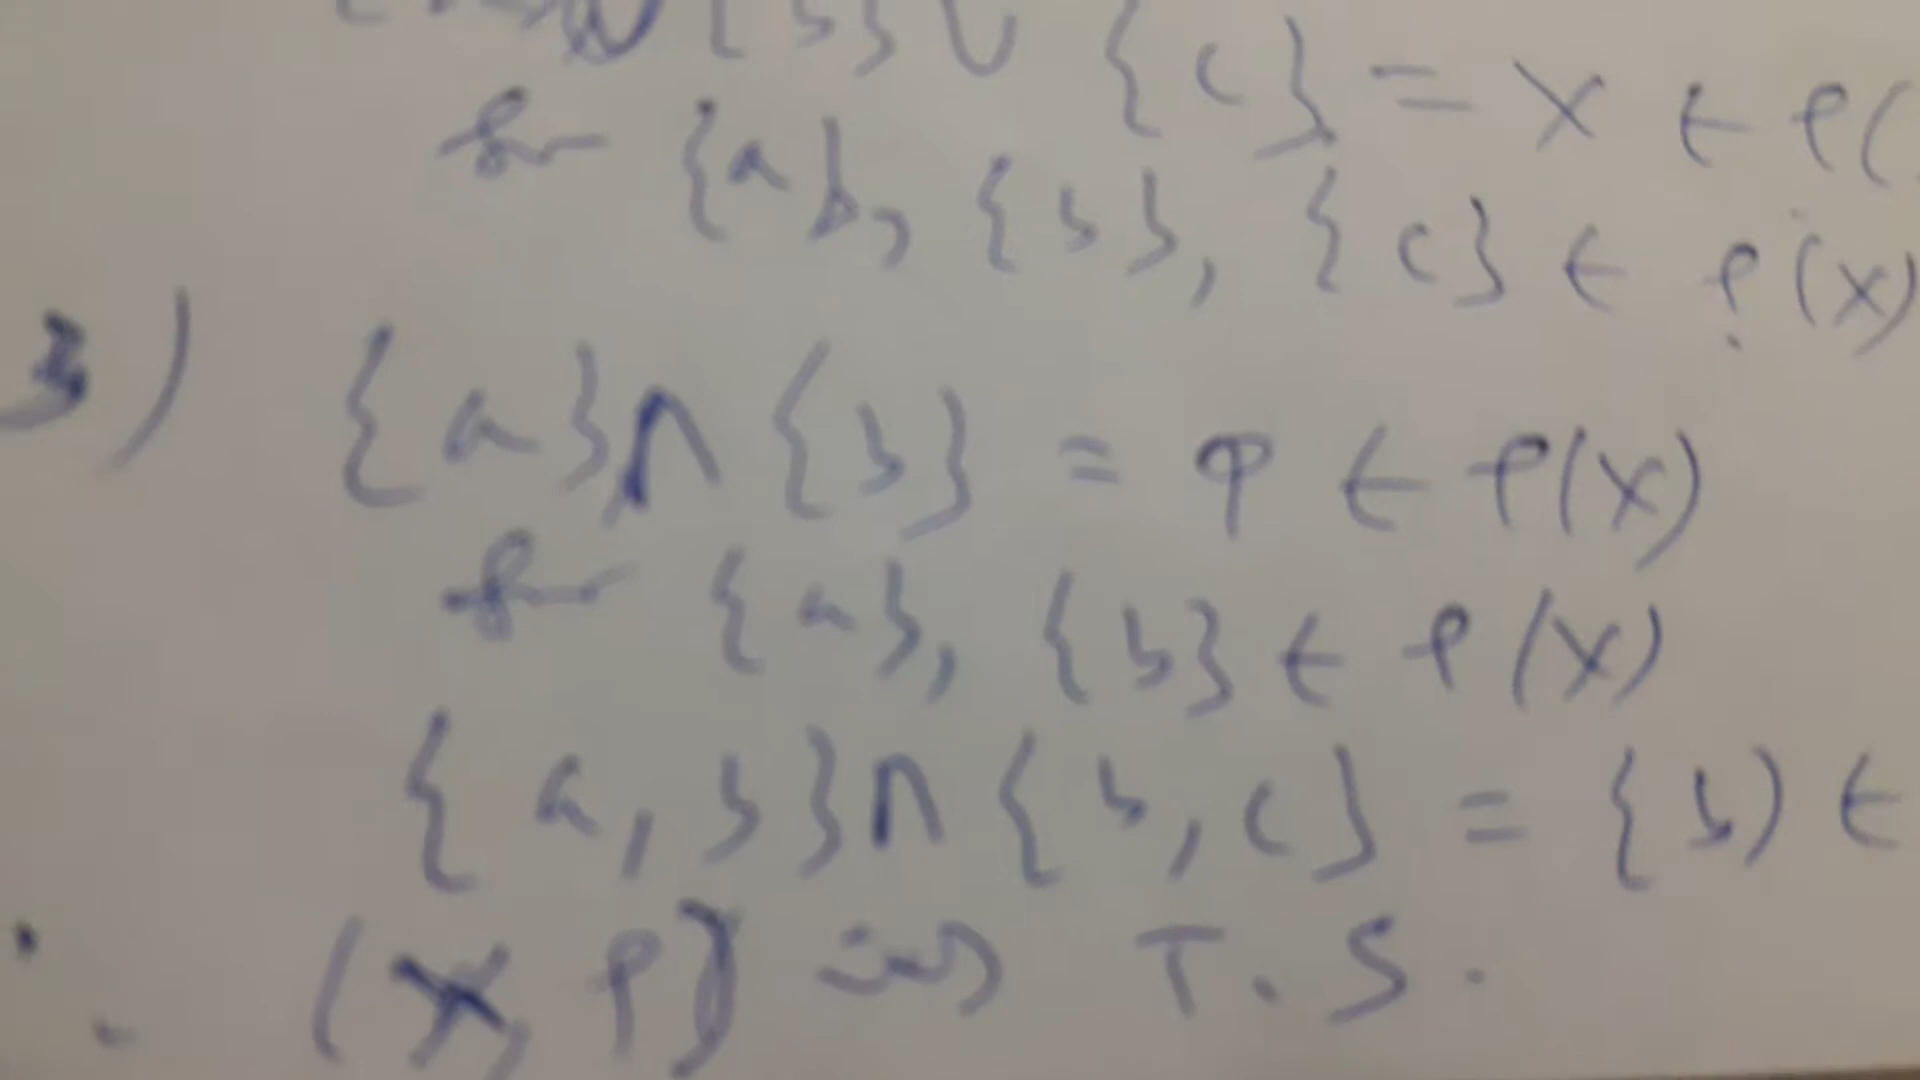 {b} ∪ {c} = X ∈ P(
for {a}, {b}, {c} ∈ P(X)
3) {a} ∩ {b} = φ ∈ P(X)
for {a}, {b} ∈ P(X)
{a, b} ∩ {b, c} = {b} ∈
(X, P) is T.S.